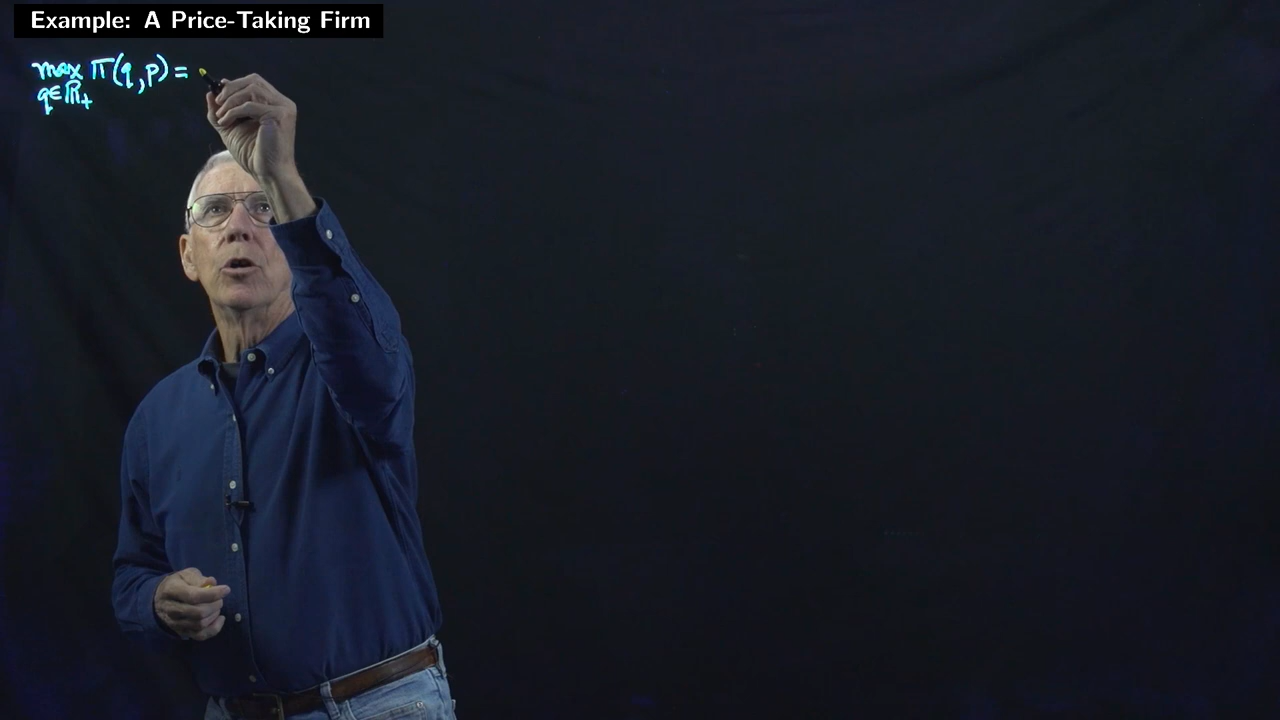 Example: A Price-Taking Firm
max π(q,p) =
q∈ℝ₊